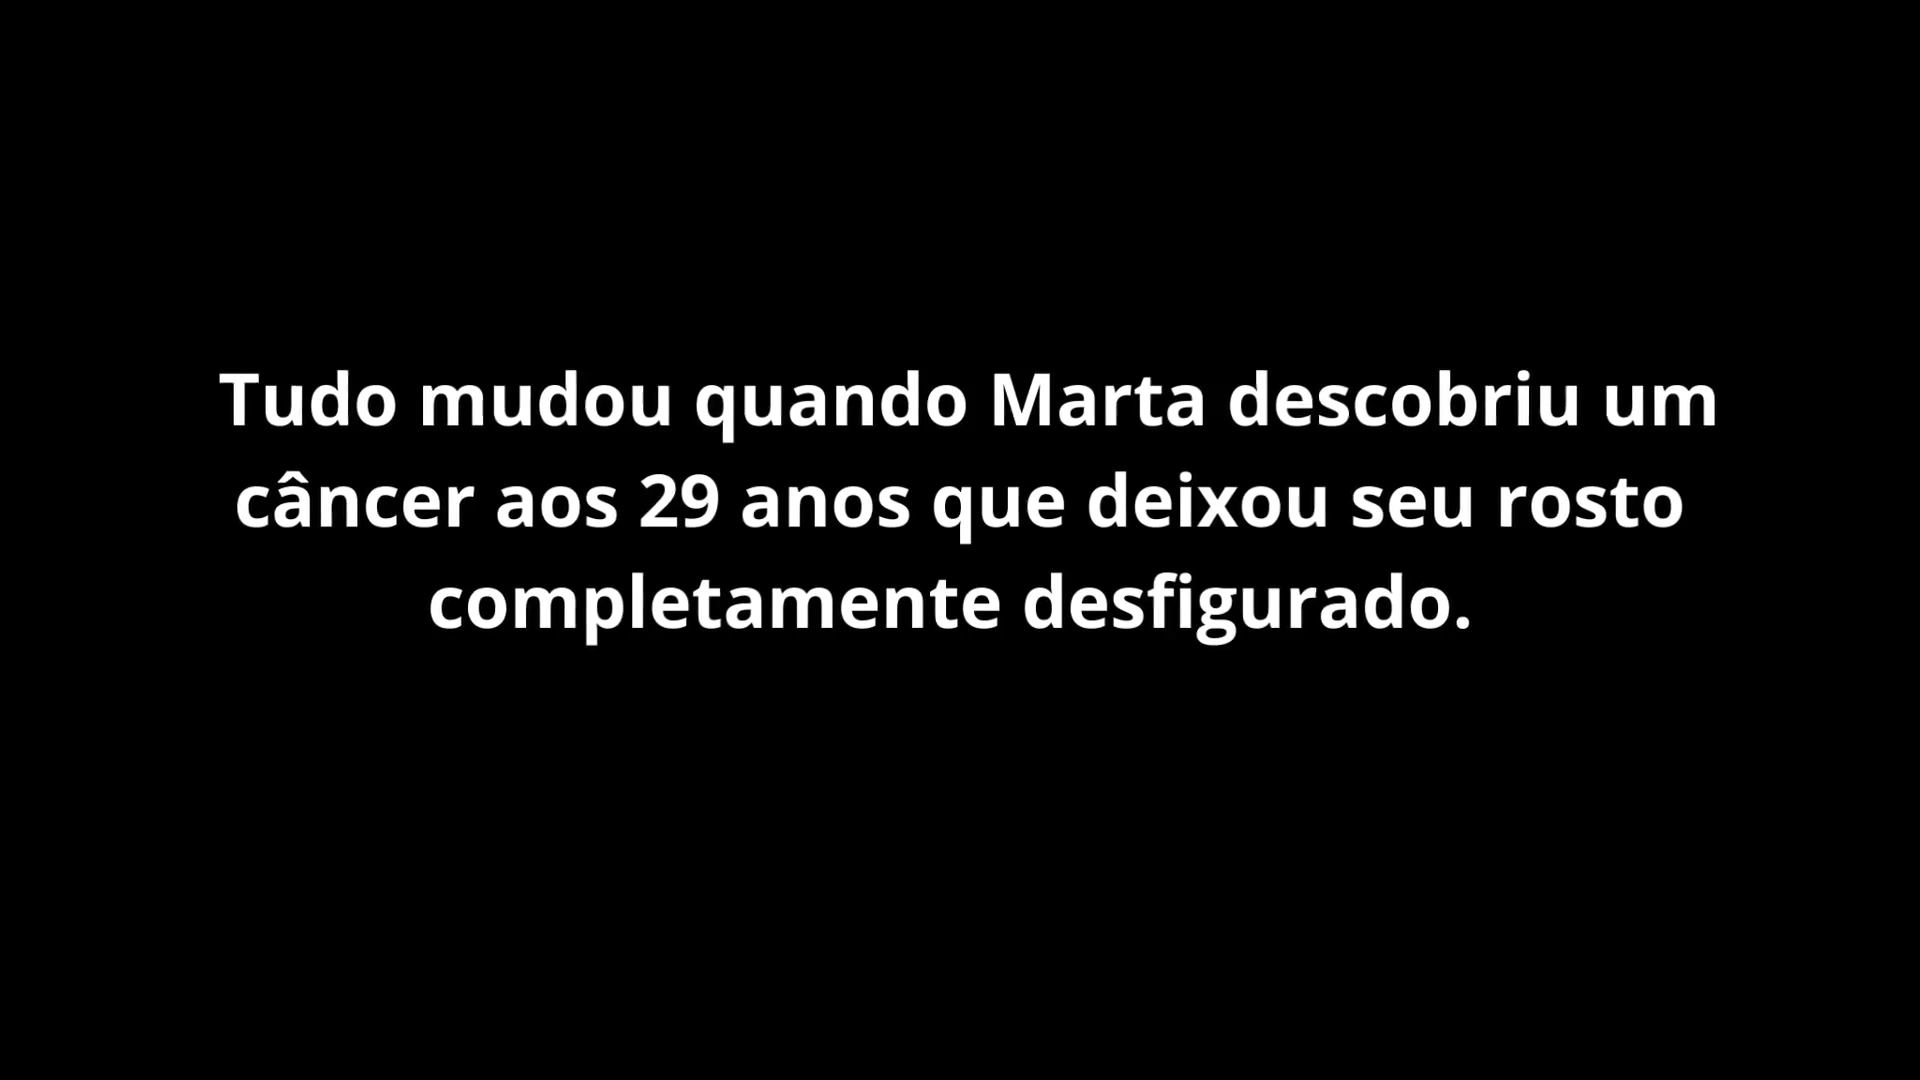 Tudo mudou quando Marta descobriu um
câncer aos 29 anos que deixou seu rosto
completamente desfigurado.